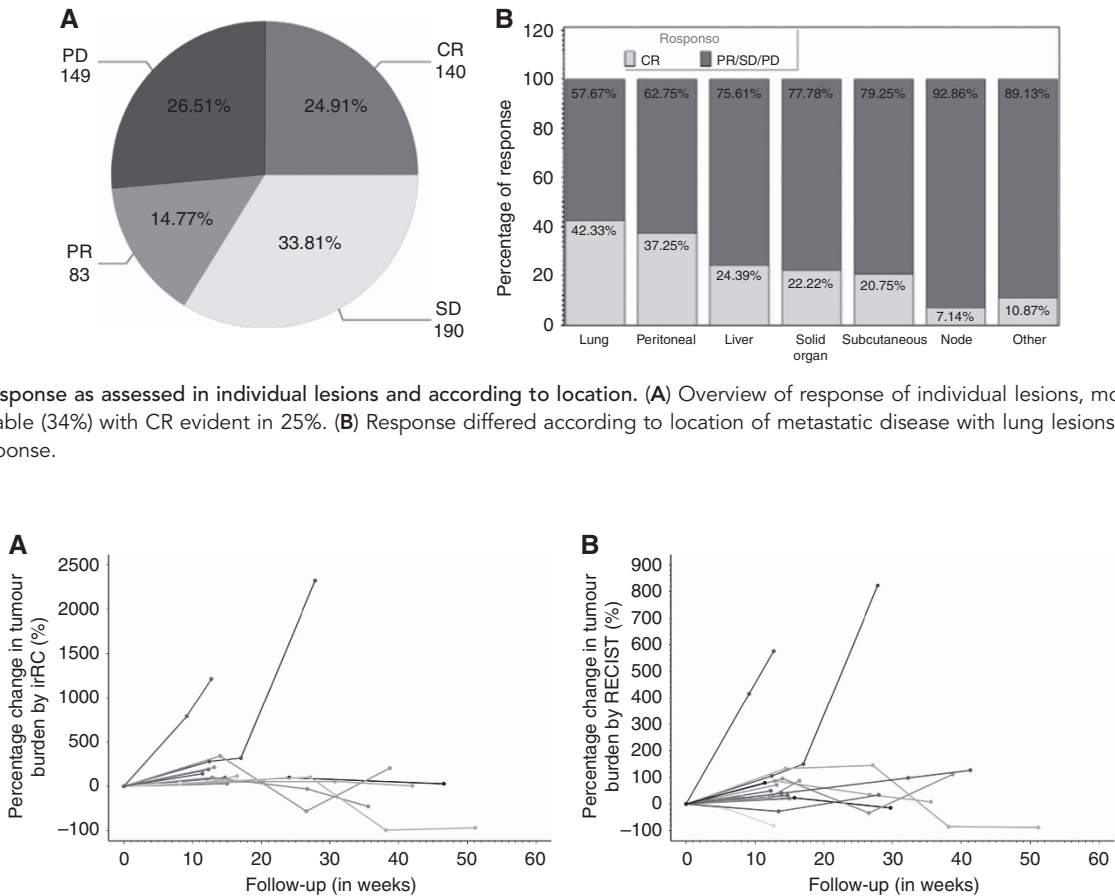 A
PD
149
CR
140
26.51%
24.91%
14.77%
33.81%
PR
83
SD
190
B
Percentage of response
120
100
80
60
40
20
0
Rosponso
CR
PR/SD/PD
57.67%
62.75%
75.61%
77.78%
79.25%
92.86%
89.13%
42.33%
37.25%
24.39%
22.22%
20.75%
7.14%
10.87%
Lung
Peritoneal
Liver
Solid
organ
Subcutaneous
Node
Other
sponse as assessed in individual lesions and according to location. (A) Overview of response of individual lesions, mo
able (34%) with CR evident in 25%. (B) Response differed according to location of metastatic disease with lung lesions
ponse.
A
Percentage change in tumour
burden by irRC (%)
2500
2000
1500
1000
500
0
−100
0 10 20 30 40 50 60
Follow-up (in weeks)
B
Percentage change in tumour
burden by RECIST (%)
900
800
700
600
500
400
300
200
100
0
−100
0 10 20 30 40 50 60
Follow-up (in weeks)